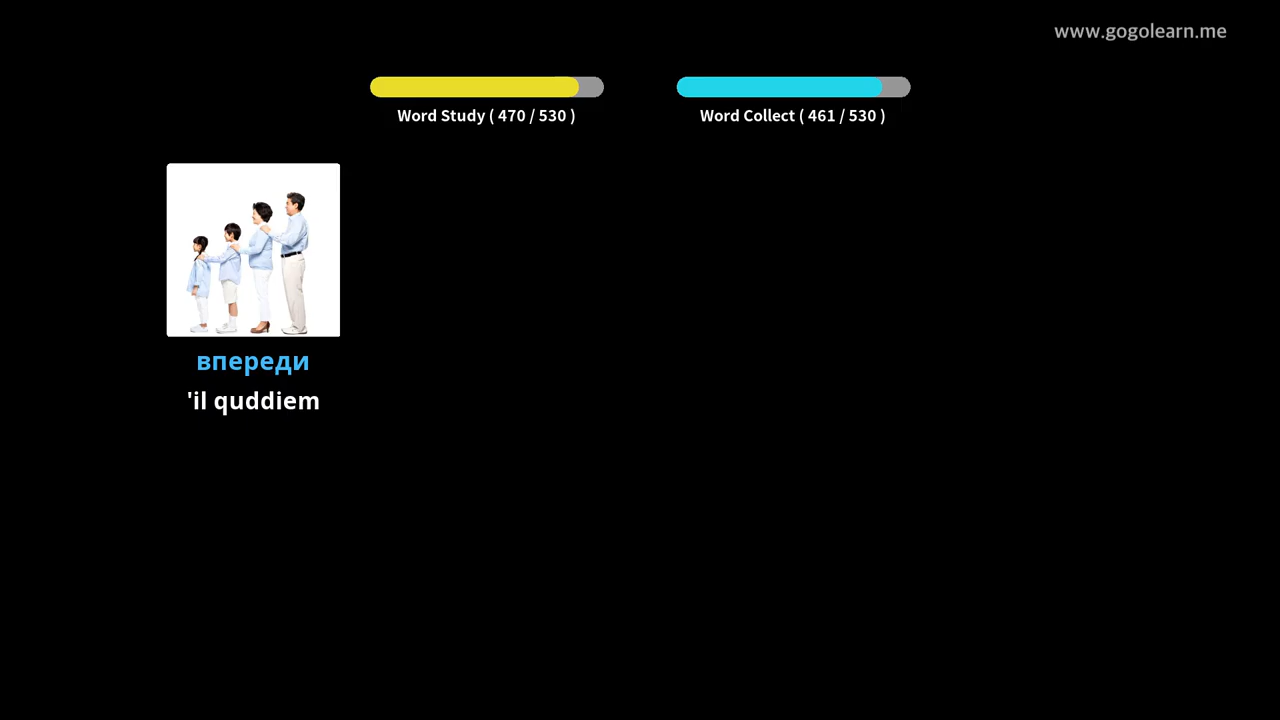 www.gogolearn.me
Word Study ( 470 / 530 )
Word Collect ( 461 / 530 )
впереди
'il quddiem